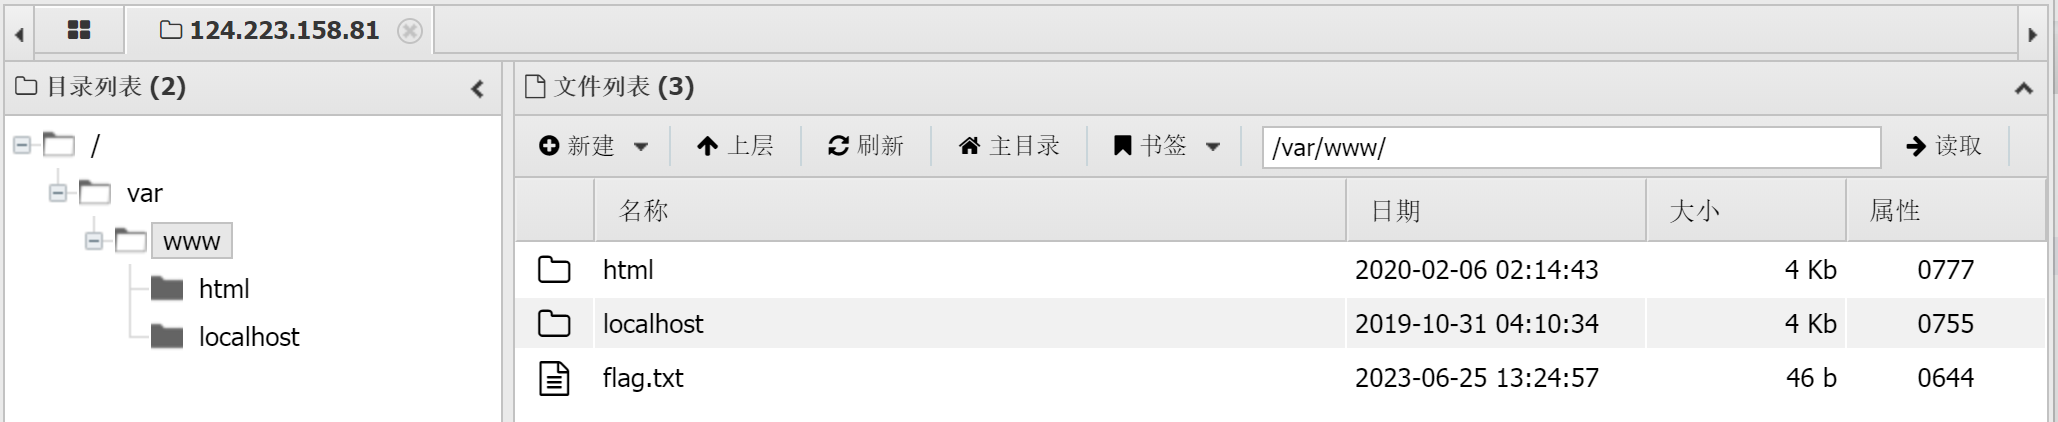 124.223.158.81
目录列表 (2)
/
var
www
html
localhost
文件列表 (3)
新建 上层 刷新 主目录 书签 /var/www/ 读取
名称 日期 大小 属性
html 2020-02-06 02:14:43 4 Kb 0777
localhost 2019-10-31 04:10:34 4 Kb 0755
flag.txt 2023-06-25 13:24:57 46 b 0644